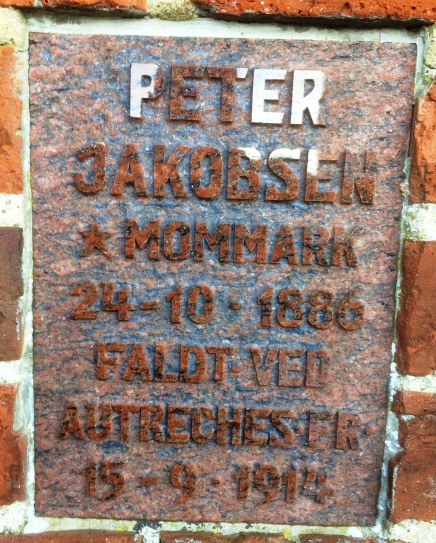 PETER
JAKOBSEN
★ MOMMARK
24-10·1886
FALDT·VED
AUTRECHES·FR·
15-9·1914